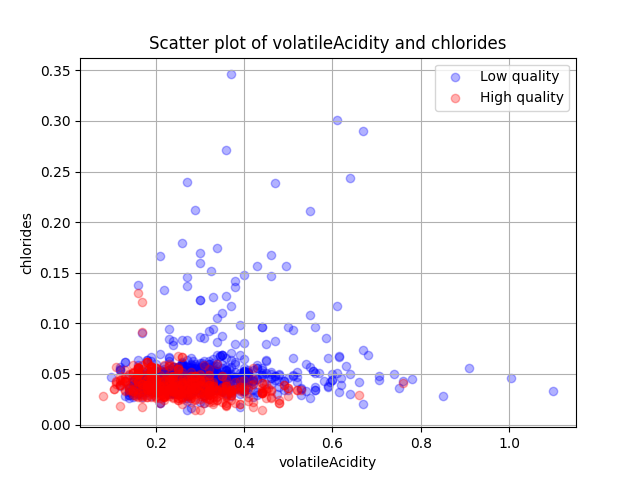 Scatter plot of volatileAcidity and chlorides
Low quality
High quality
0.35
0.30
0.25
0.20
0.15
0.10
0.05
0.00
chlorides
0.2 0.4 0.6 0.8 1.0
volatileAcidity